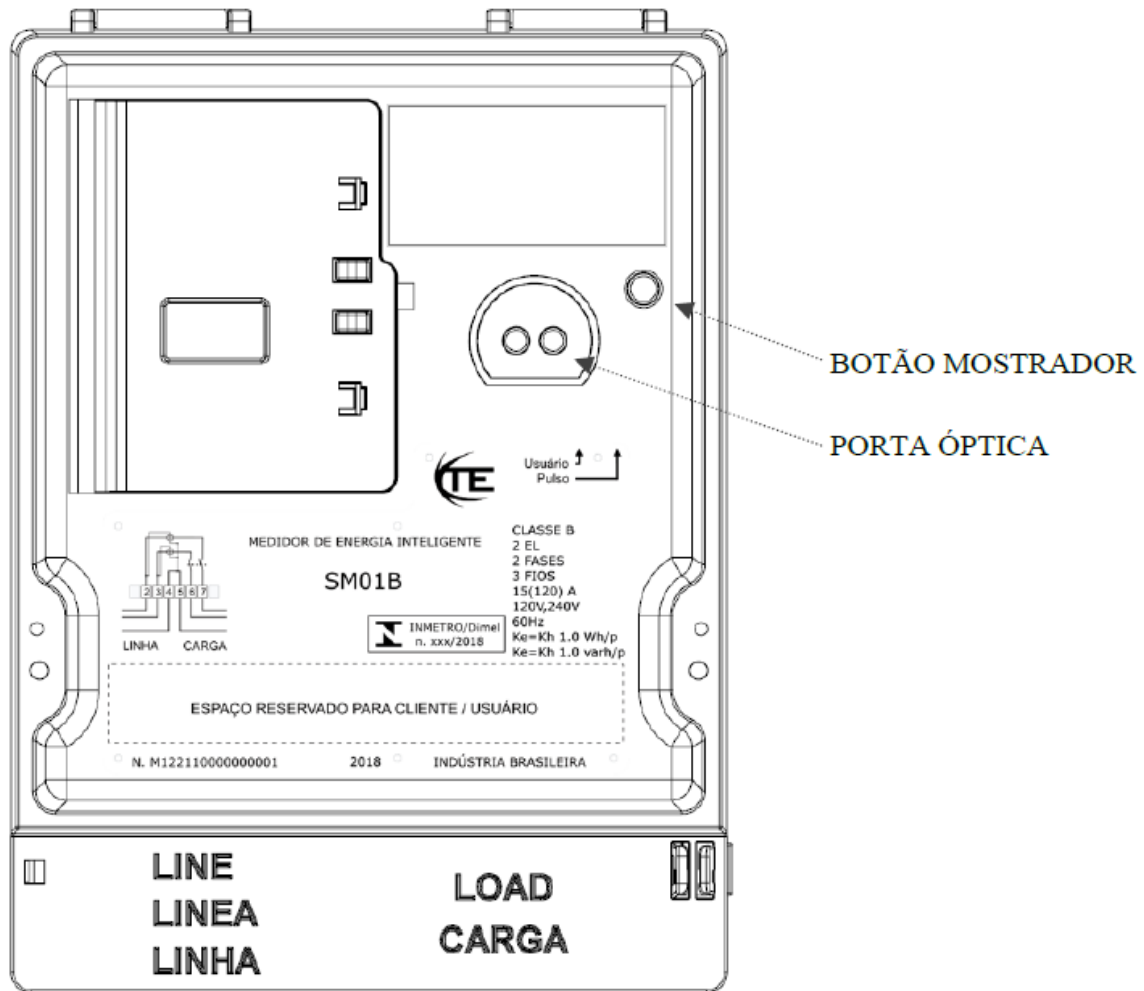 BOTÃO MOSTRADOR
PORTA ÓPTICA
TE
Usuário
Pulso
MEDIDOR DE ENERGIA INTELIGENTE
SM01B
CLASSE B
2 EL
2 FASES
3 FIOS
15(120) A
120V,240V
60Hz
Ke=Kh 1.0 Wh/p
Ke=Kh 1.0 varh/p
2 3 4 5 6 7
LINHA CARGA
INMETRO/Dimel
n. xxx/2018
ESPAÇO RESERVADO PARA CLIENTE / USUÁRIO
N. M122110000000001 2018 INDÚSTRIA BRASILEIRA
LINE
LINEA
LINHA
LOAD
CARGA